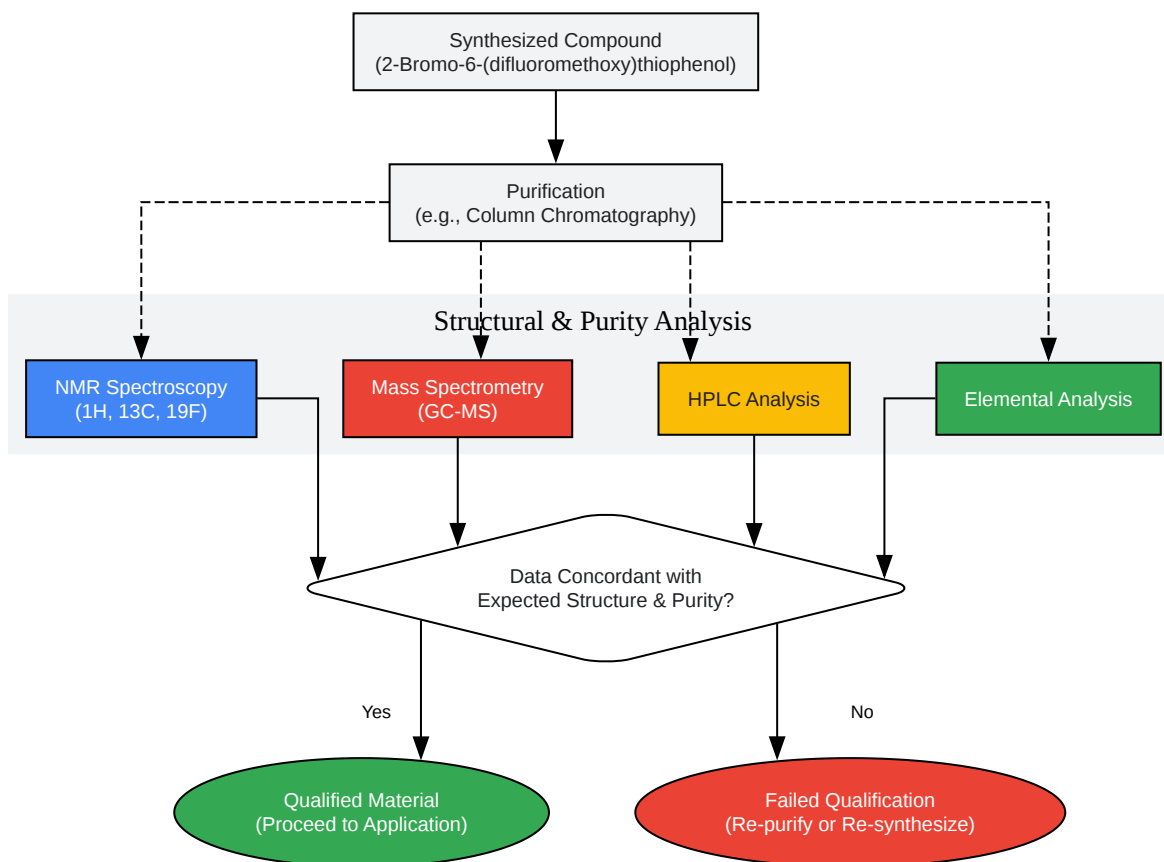 Synthesized Compound
(2-Bromo-6-(difluoromethoxy)thiophenol)
Purification
(e.g., Column Chromatography)
Structural & Purity Analysis
NMR Spectroscopy
(1H, 13C, 19F)
Mass Spectrometry
(GC-MS)
HPLC Analysis
Elemental Analysis
Data Concordant with
Expected Structure & Purity?
Yes
No
Qualified Material
(Proceed to Application)
Failed Qualification
(Re-purify or Re-synthesize)